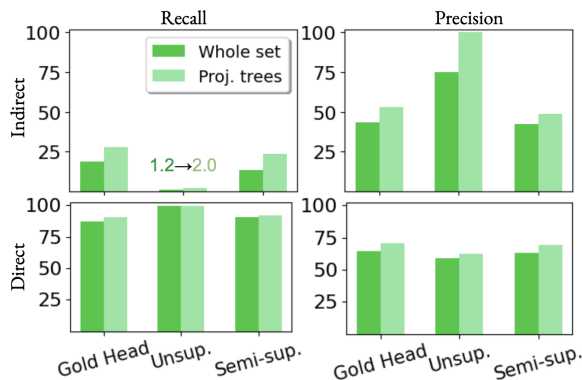 Recall
Precision
Indirect
100
75
50
25
Whole set
Proj. trees
1.2→2.0
100
75
50
25
Direct
100
75
50
25
100
75
50
25
Gold Head
Unsup.
Semi-sup.
Gold Head
Unsup.
Semi-sup.